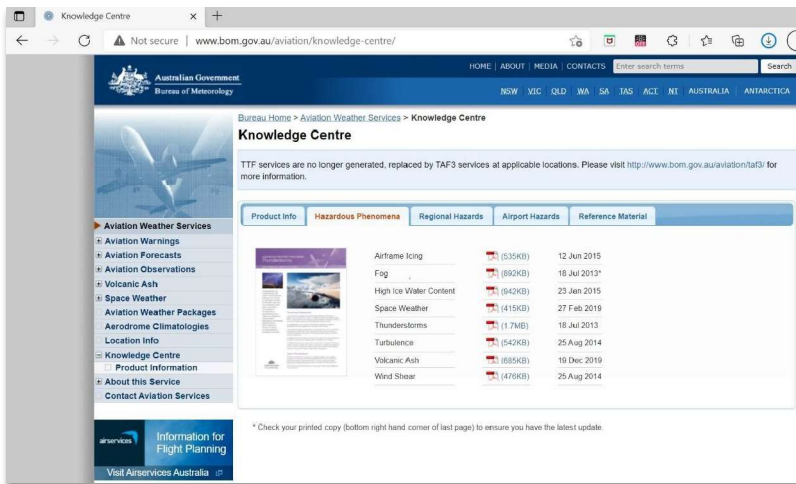 Knowledge Centre
Not secure | www.bom.gov.au/aviation/knowledge-centre/
HOME | ABOUT | MEDIA | CONTACTS Enter search terms Search
Australian Government
Bureau of Meteorology
NSW VIC QLD WA SA TAS ACT NT AUSTRALIA ANTARCTICA
Bureau Home > Aviation Weather Services > Knowledge Centre
Knowledge Centre
TTF services are no longer generated, replaced by TAF3 services at applicable locations. Please visit http://www.bom.gov.au/aviation/taf3/ for
more information.
Product Info Hazardous Phenomena Regional Hazards Airport Hazards Reference Material
Aviation Weather Services
Aviation Warnings
Aviation Forecasts
Aviation Observations
Volcanic Ash
Space Weather
Aviation Weather Packages
Aerodrome Climatologies
Location Info
Knowledge Centre
Product Information
About this Service
Contact Aviation Services
Thunderstorms
Airframe Icing (535KB) 12 Jun 2015
Fog (892KB) 18 Jul 2013*
High Ice Water Content (942KB) 23 Jan 2015
Space Weather (415KB) 27 Feb 2019
Thunderstorms (1.7MB) 18 Jul 2013
Turbulence (542KB) 25 Aug 2014
Volcanic Ash (685KB) 19 Dec 2019
Wind Shear (476KB) 25 Aug 2014
* Check your printed copy (bottom right hand corner of last page) to ensure you have the latest update.
airservices
Information for
Flight Planning
Visit Airservices Australia